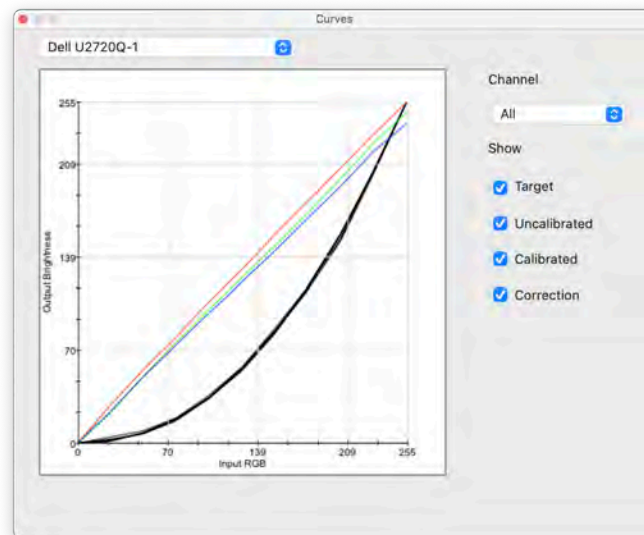 Curves
Dell U2720Q-1
Channel
All
Show
Target
Uncalibrated
Calibrated
Correction
Output Brightness
255
209
139
70
0
0 70 139 209 255
Input RGB